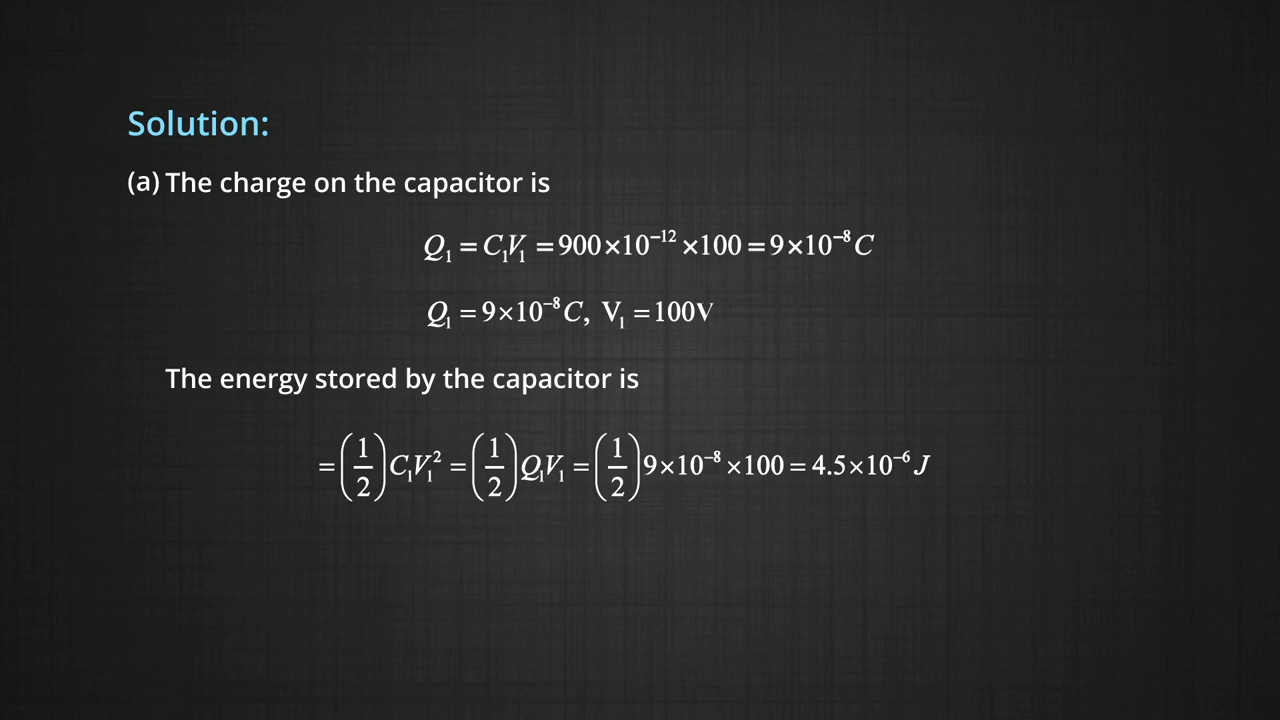 Solution:
(a) The charge on the capacitor is
Q₁ = C₁V₁ = 900×10⁻¹² ×100 = 9×10⁻⁸ C
Q₁ = 9×10⁻⁸ C, V₁ = 100V
The energy stored by the capacitor is
= (1/2) C₁V₁² = (1/2) Q₁V₁ = (1/2) 9×10⁻⁸ ×100 = 4.5×10⁻⁶ J